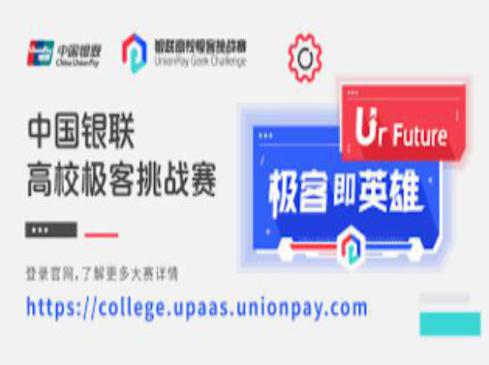 中国银联
China UnionPay
银联高校极客挑战赛
UnionPay Geek Challenge
中国银联
高校极客挑战赛
Ur Future
极客即英雄
登录官网,了解更多大赛详情
https://college.upaas.unionpay.com